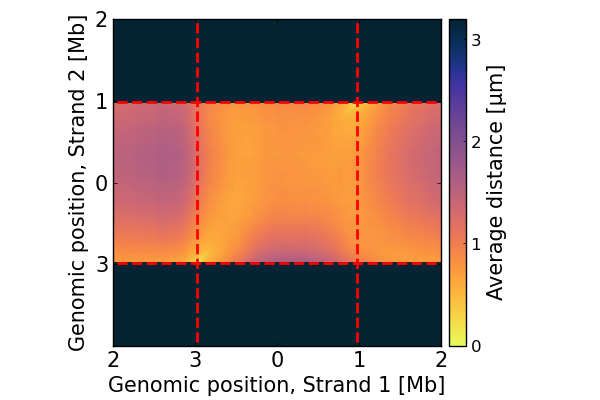 2
1
0
3
Genomic position, Strand 2 [Mb]
2 3 0 1 2
Genomic position, Strand 1 [Mb]
3
2
1
0
Average distance [μm]